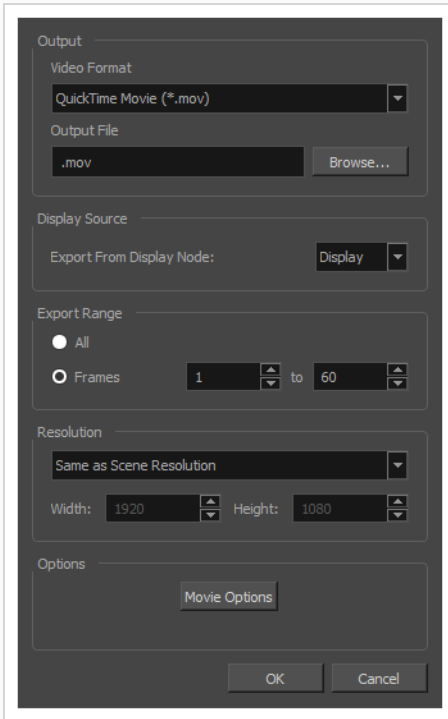 Output
Video Format
QuickTime Movie (*.mov)
Output File
.mov
Browse...
Display Source
Export From Display Node:
Display
Export Range
All
Frames
1
to
60
Resolution
Same as Scene Resolution
Width:
1920
Height:
1080
Options
Movie Options
OK
Cancel